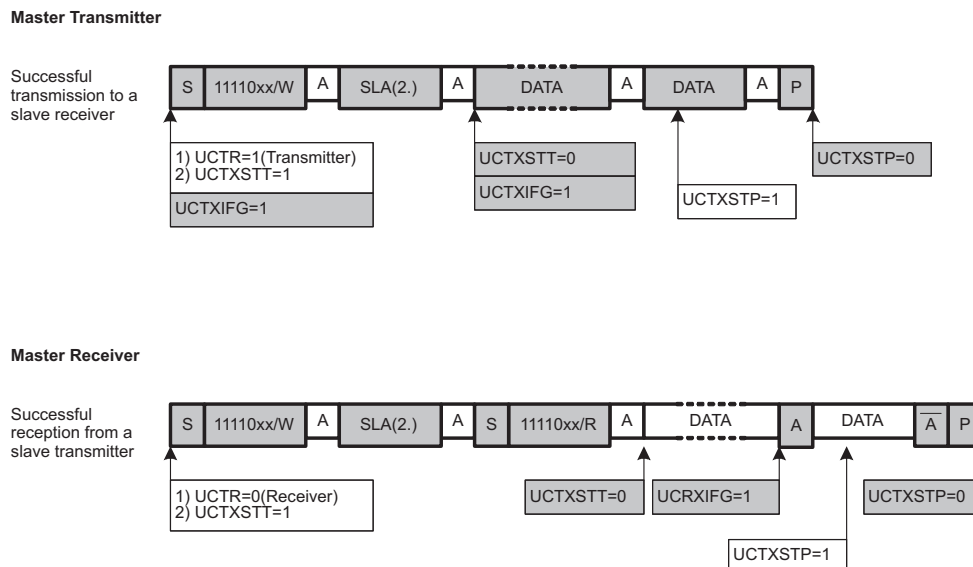 Master Transmitter
Successful
transmission to a
slave receiver
S 11110xx/W A SLA(2.) A DATA A DATA A P
1) UCTR=1(Transmitter)
2) UCTXSTT=1
UCTXIFG=1
UCTXSTT=0
UCTXIFG=1
UCTXSTP=1
UCTXSTP=0
Master Receiver
Successful
reception from a
slave transmitter
S 11110xx/W A SLA(2.) A S 11110xx/R A DATA A DATA A̅ P
1) UCTR=0(Receiver)
2) UCTXSTT=1
UCTXSTT=0
UCRXIFG=1
UCTXSTP=1
UCTXSTP=0